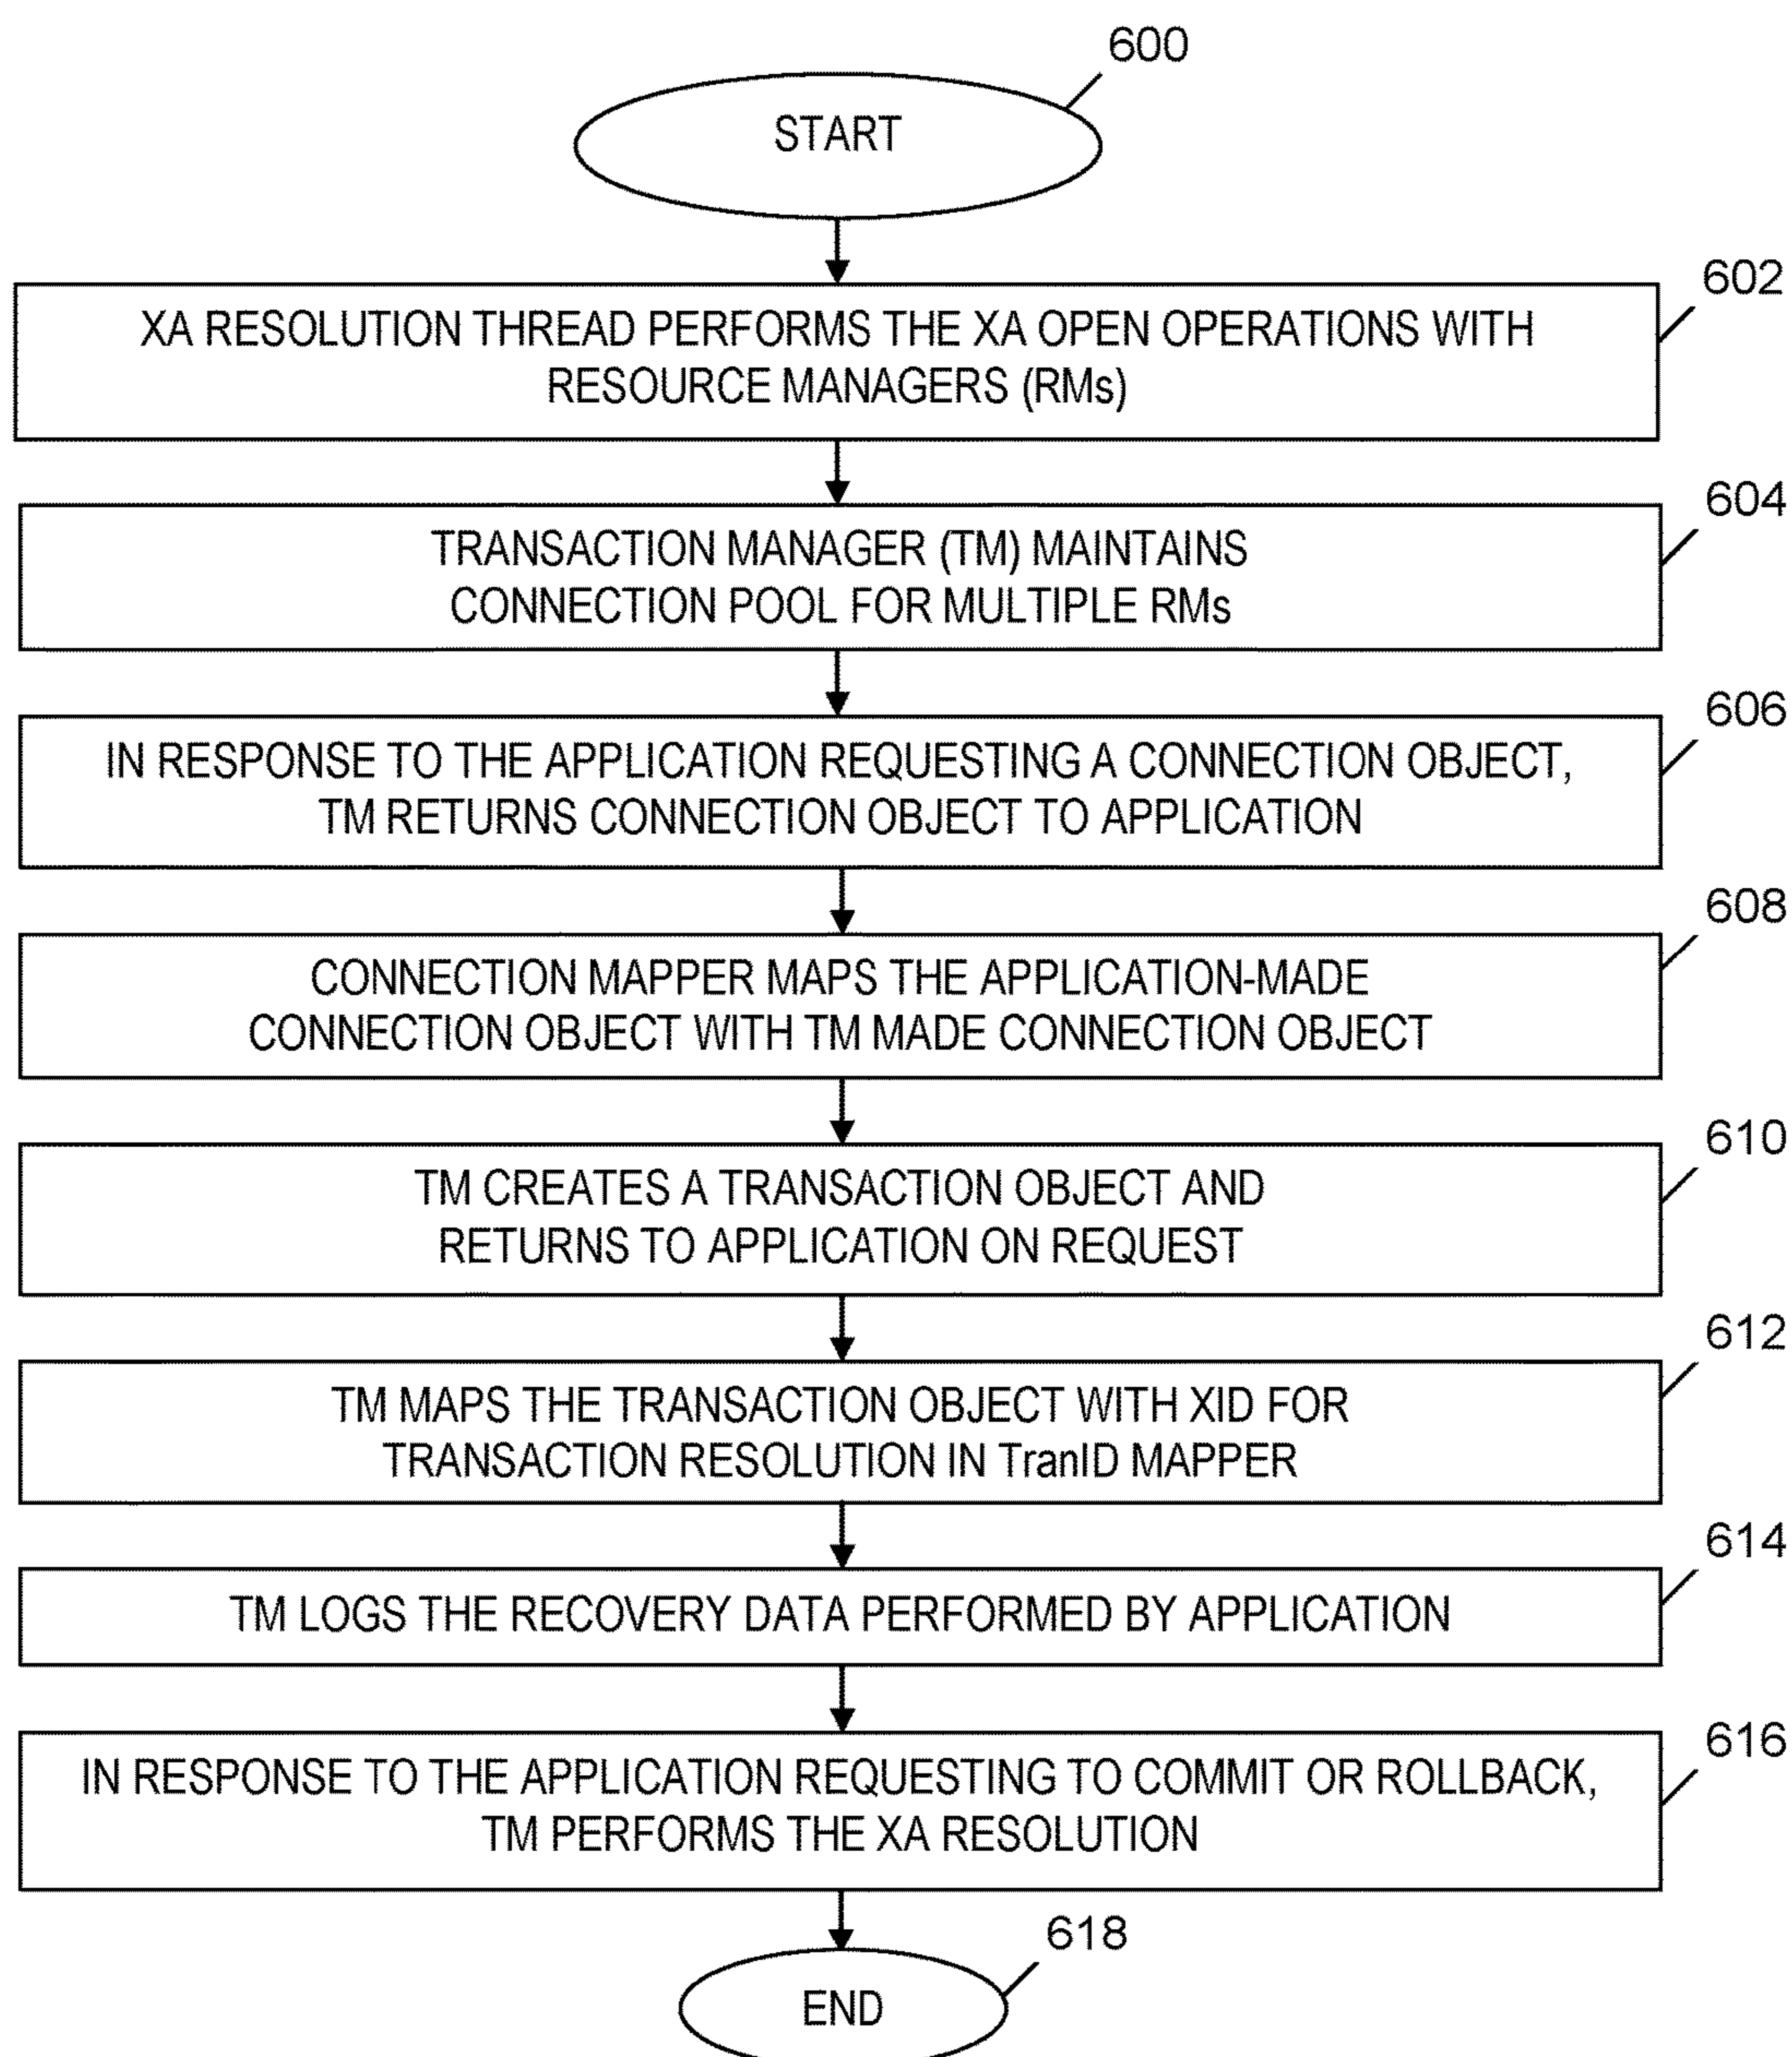 600
START
602
XA RESOLUTION THREAD PERFORMS THE XA OPEN OPERATIONS WITH
RESOURCE MANAGERS (RMs)
604
TRANSACTION MANAGER (TM) MAINTAINS
CONNECTION POOL FOR MULTIPLE RMs
606
IN RESPONSE TO THE APPLICATION REQUESTING A CONNECTION OBJECT,
TM RETURNS CONNECTION OBJECT TO APPLICATION
608
CONNECTION MAPPER MAPS THE APPLICATION-MADE
CONNECTION OBJECT WITH TM MADE CONNECTION OBJECT
610
TM CREATES A TRANSACTION OBJECT AND
RETURNS TO APPLICATION ON REQUEST
612
TM MAPS THE TRANSACTION OBJECT WITH XID FOR
TRANSACTION RESOLUTION IN TranID MAPPER
614
TM LOGS THE RECOVERY DATA PERFORMED BY APPLICATION
616
IN RESPONSE TO THE APPLICATION REQUESTING TO COMMIT OR ROLLBACK,
TM PERFORMS THE XA RESOLUTION
618
END